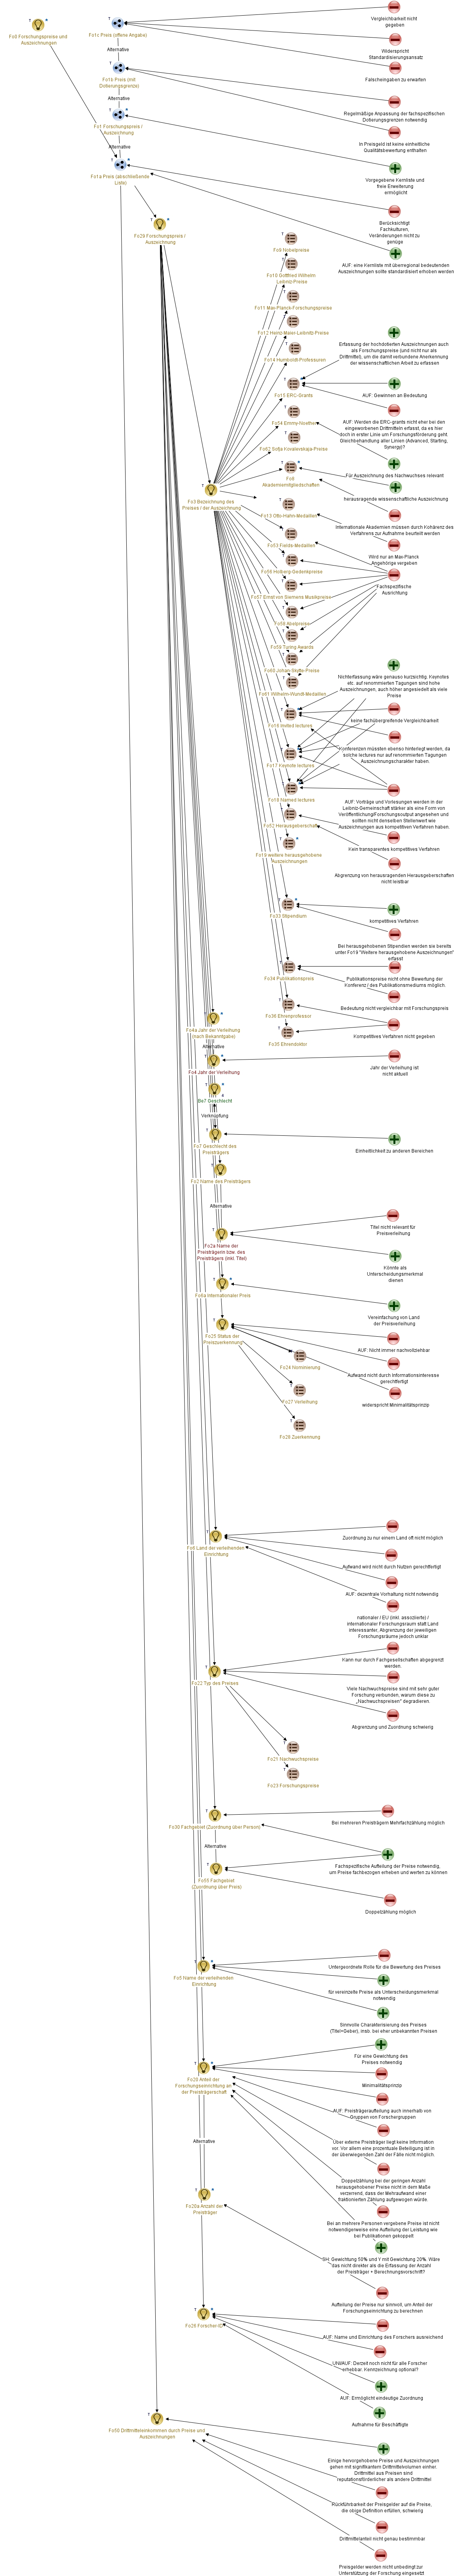 Fo0 Forschungspreise und
Auszeichnungen
Fo1c Preis (offene Angabe)
Alternative
Fo1b Preis (mit
Dotierungsgrenze)
Alternative
Fo1 Forschungspreis /
Auszeichnung
Alternative
Fo1a Preis (abschließende
Liste)
Vergleichbarkeit nicht
gegeben
Widerspricht
Standardisierungsansatz
Falscheingaben zu erwarten
Regelmäßige Anpassung der fachspezifischen
Dotierungsgrenzen notwendig
In Preisgeld ist keine einheitliche
Qualitätsbewertung enthalten
Vorgegebene Kernliste und
freie Erweiterung
ermöglicht
Berücksichtigt
Fachkulturen,
Veränderungen nicht zu
genüge
AUF: eine Kernliste mit überregional bedeutenden
Auszeichnungen sollte standardisiert erhoben werden
Fo29 Forschungspreis /
Auszeichnung
Fo9 Nobelpreise
Fo10 Gottfried Wilhelm
Leibniz-Preise
Fo11 Max-Planck-Forschungspreise
Fo12 Heinz-Maier-Leibnitz-Preise
Fo14 Humboldt-Professuren
Fo15 ERC-Grants
Fo54 Emmy-Noether
Fo62 Sofja Kovalevskaja-Preise
Fo8
Akademiemitgliedschaften
Fo3 Bezeichnung des
Preises / der Auszeichnung
Fo13 Otto-Hahn-Medaillen
Fo53 Fields-Medaillen
Fo56 Holberg-Gedenkpreise
Fo57 Ernst von Siemens Musikpreise
Fo58 Abelpreise
Fo59 Turing Awards
Fo60 Johan-Skytte-Preise
Fo61 Wilhelm-Wundt-Medaillen
Fo16 Invited lectures
Fo17 Keynote lectures
Fo18 Named lectures
Fo52 Herausgeberschaft
Fo19 weitere herausgehobene
Auszeichnungen
Fo33 Stipendium
Fo34 Publikationspreis
Fo36 Ehrenprofessor
Fo35 Ehrendoktor
Erfassung der hochdotierten Auszeichnungen auch
als Forschungspreise (und nicht nur als
Drittmittel), um die damit verbundene Anerkennung
der wissenschaftlichen Arbeit zu erfassen
AUF: Gewinnen an Bedeutung
AUF: Werden die ERC-grants nicht eher bei den
eingeworbenen Drittmitteln erfasst, da es hier
doch in erster Linie um Forschungsförderung geht.
Gleichbehandlung aller Linien (Advanced, Starting,
Synergy)?
Für Auszeichnung des Nachwuchses relevant
herausragende wissenschaftliche Auszeichnung
Internationale Akademien müssen durch Kohärenz des
Verfahrens zur Aufnahme beurteilt werden
Wird nur an Max-Planck
Angehörige vergeben
Fachspezifische
Ausrichtung
Nichterfassung wäre genauso kurzsichtig. Keynotes
etc. auf renommierten Tagungen sind hohe
Auszeichnungen, auch höher angesiedelt als viele
Preise
keine fachübergreifende Vergleichbarkeit
Konferenzen müssten ebenso hinterlegt werden, da
solche lectures nur auf renommierten Tagungen
Auszeichnungscharakter haben.
AUF: Vorträge und Vorlesungen werden in der
Leibniz-Gemeinschaft stärker als eine Form von
Veröffentlichung/Forschungsoutput angesehen und
sollten nicht denselben Stellenwert wie
Auszeichnungen aus kompetitiven Verfahren haben.
Kein transparentes kompetitives Verfahren
Abgrenzung von herausragenden Herausgeberschaften
nicht leistbar
kompetitives Verfahren
Bei herausgehobenen Stipendien werden sie bereits
unter Fo19 "Weitere herausgehobene Auszeichnungen"
erfasst
Publikationspreise nicht ohne Bewertung der
Konferenz / des Publikationsmediums möglich.
Bedeutung nicht vergleichbar mit Forschungspreis
Kompetitives Verfahren nicht gegeben
Fo4a Jahr der Verleihung
(nach Bekanntgabe)
Alternative
Fo4 Jahr der Verleihung
Jahr der Verleihung ist
nicht aktuell
Be7 Geschlecht
Verknüpfung
Fo7 Geschlecht des
Preisträgers
Einheitlichkeit zu anderen Bereichen
Fo2 Name des Preisträgers
Alternative
Fo2a Name der
Preisträgerin bzw. des
Preisträgers (inkl. Titel)
Titel nicht relevant für
Preisverleihung
Könnte als
Unterscheidungsmerkmal
dienen
Fo6a Internationaler Preis
Vereinfachung von Land
der Preisverleihung
Fo25 Status der
Preiszuerkennung
AUF: Nicht immer nachvollziehbar
Aufwand nicht durch Informationsinteresse
gerechtfertigt
widerspricht Minimalitätsprinzip
Fo24 Nominierung
Fo27 Verleihung
Fo28 Zuerkennung
Fo6 Land der verleihenden
Einrichtung
Zuordnung zu nur einem Land oft nicht möglich
Aufwand wird nicht durch Nutzen gerechtfertigt
AUF: dezentrale Vorhaltung nicht notwendig
nationaler / EU (inkl. assoziierte) /
internationaler Forschungsraum statt Land
interessanter. Abgrenzung der jeweiligen
Forschungsräume jedoch unklar
Fo22 Typ des Preises
Kann nur durch Fachgesellschaften abgegrenzt
werden.
Viele Nachwuchspreise sind mit sehr guter
Forschung verbunden, warum diese zu
„Nachwuchspreisen“ degradieren.
Abgrenzung und Zuordnung schwierig
Fo21 Nachwuchspreise
Fo23 Forschungspreise
Fo30 Fachgebiet (Zuordnung über Person)
Alternative
Fo55 Fachgebiet
(Zuordnung über Preis)
Bei mehreren Preisträgern Mehrfachzählung möglich
Fachspezifische Aufteilung der Preise notwendig,
um Preise fachbezogen erheben und werten zu können
Doppelzählung möglich
Fo5 Name der verleihenden
Einrichtung
Untergeordnete Rolle für die Bewertung des Preises
für vereinzelte Preise als Unterscheidungsmerkmal
notwendig
Sinnvolle Charakterisierung des Preises
(Titel+Geber), insb. bei eher unbekannten Preisen
Fo20 Anteil der
Forschungseinrichtung an
der Preisträgerschaft
Alternative
Fo20a Anzahl der
Preisträger
Für eine Gewichtung des
Preises notwendig
Minimalitätsprinzip
AUF: Preisträgeraufteilung auch innerhalb von
Gruppen von Forschergruppen
Über externe Preisträger liegt keine Information
vor. Vor allem eine prozentuale Beteiligung ist in
der überwiegenden Zahl der Fälle nicht möglich.
Doppelzählung bei der geringen Anzahl
herausgehobener Preise nicht in dem Maße
verzerrend, dass der Mehraufwand einer
fraktionierten Zählung aufgewogen würde
Bei an mehrere Personen vergebene Preise ist nicht
notwendigerweise eine Aufteilung der Leistung wie
bei Publikationen gekoppelt
SH: Gewichtung 50% und Y mit Gewichtung 20%. Wäre
das nicht direkter als die Erfassung der Anzahl
der Preisträger + Berechnungsvorschrift?
Aufteilung der Preise nur sinnvoll, um Anteil der
Forschungseinrichtung zu berechnen
Fo26 Forscher-ID
AUF: Name und Einrichtung des Forschers ausreichend
UNI/AUF: Derzeit noch nicht für alle Forscher
erhebbar. Kennzeichnung optional?
AUF: Ermöglicht eindeutige Zuordnung
Aufnahme für Beschäftigte
Fo50 Drittmitteleinkommen durch Preise und
Auszeichnungen
Einige hervorgehobene Preise und Auszeichnungen
gehen mit signifikantem Drittmittelvolumen einher.
Drittmittel aus Preisen sind
reputationsförderlicher als andere Drittmittel
Rückführbarkeit der Preisgelder auf die Preise,
die obige Definition erfüllen, schwierig
Drittmittelanteil nicht genau bestimmbar
Preisgelder werden nicht unbedingt zur
Unterstützung der Forschung eingesetzt